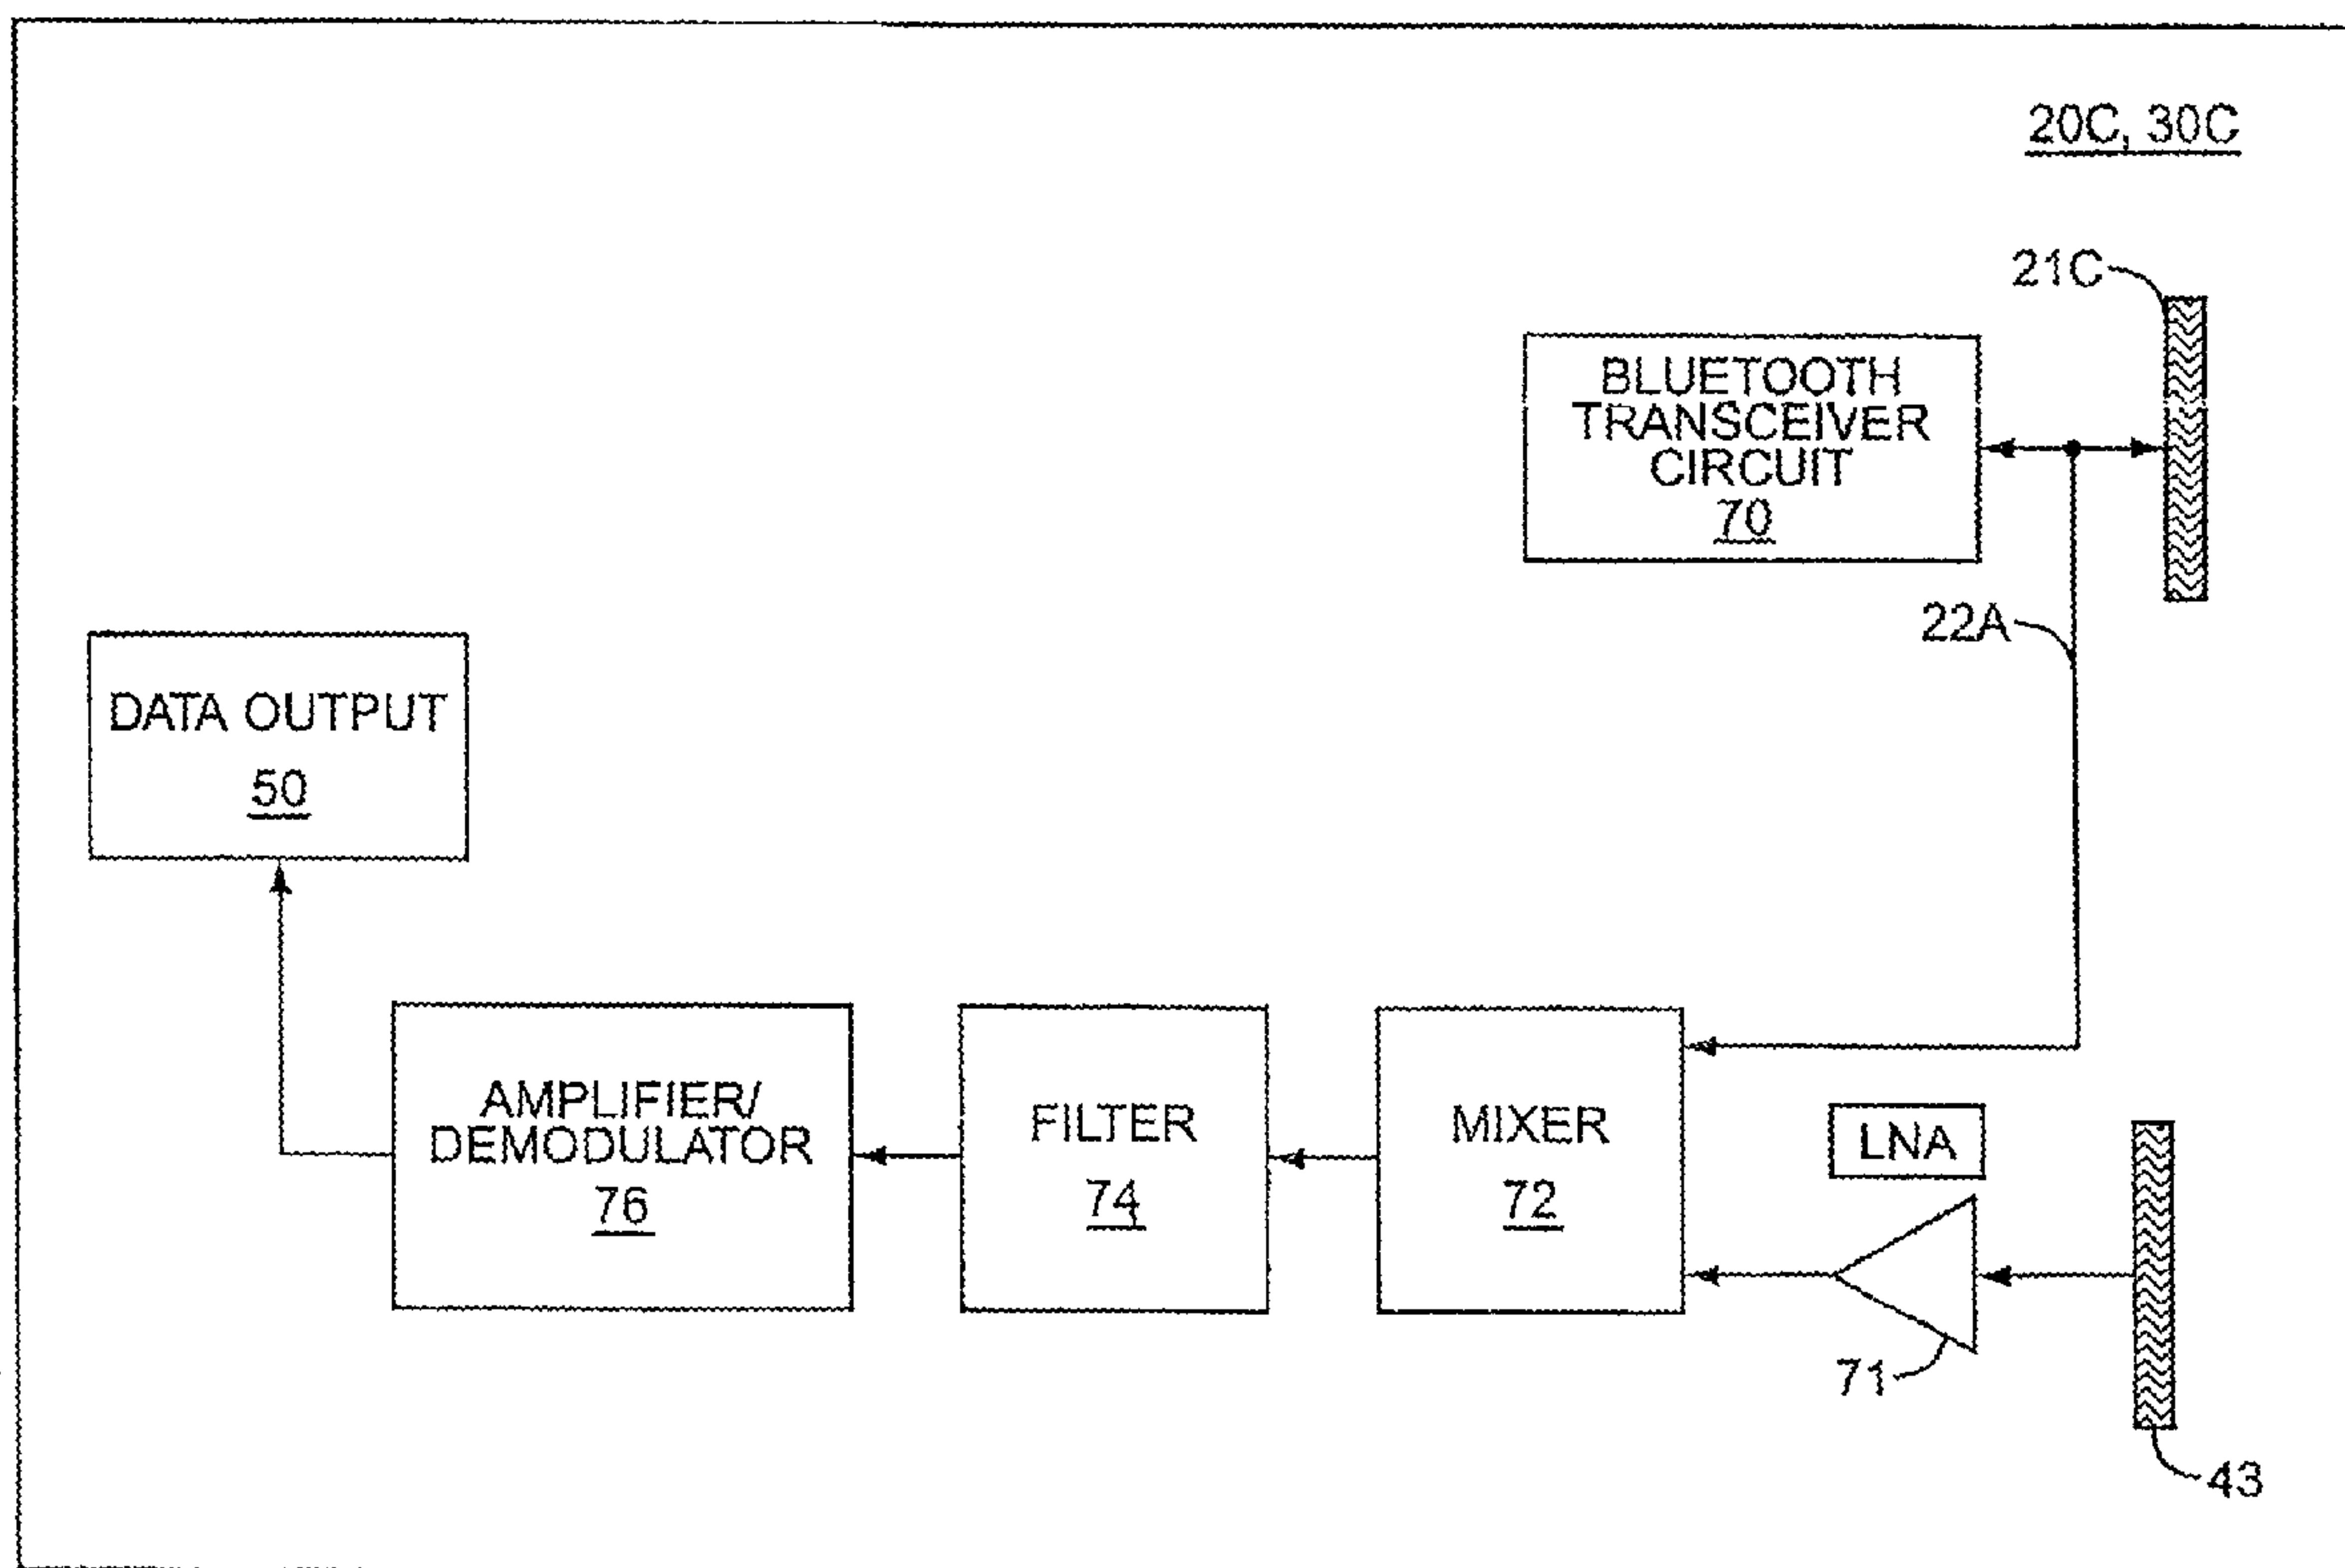 20C, 30C
21C
BLUETOOTH
TRANSCEIVER
CIRCUIT
70
22A
DATA OUTPUT
50
AMPLIFIER/
DEMODULATOR
76
FILTER
74
MIXER
72
LNA
71
43